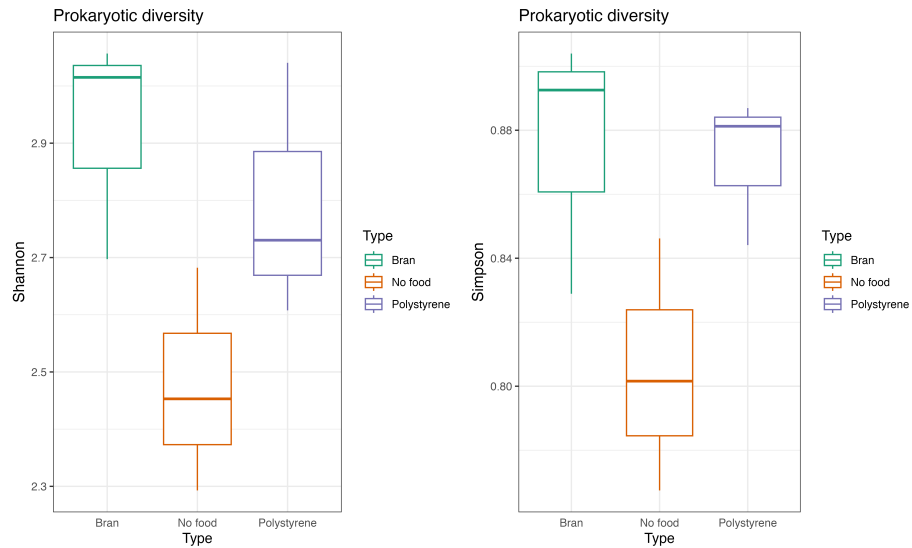 Prokaryotic diversity
Shannon
2.9
2.7
2.5
2.3
Bran
No food
Polystyrene
Type
Type
Bran
No food
Polystyrene
Prokaryotic diversity
Simpson
0.88
0.84
0.80
Bran
No food
Polystyrene
Type
Type
Bran
No food
Polystyrene